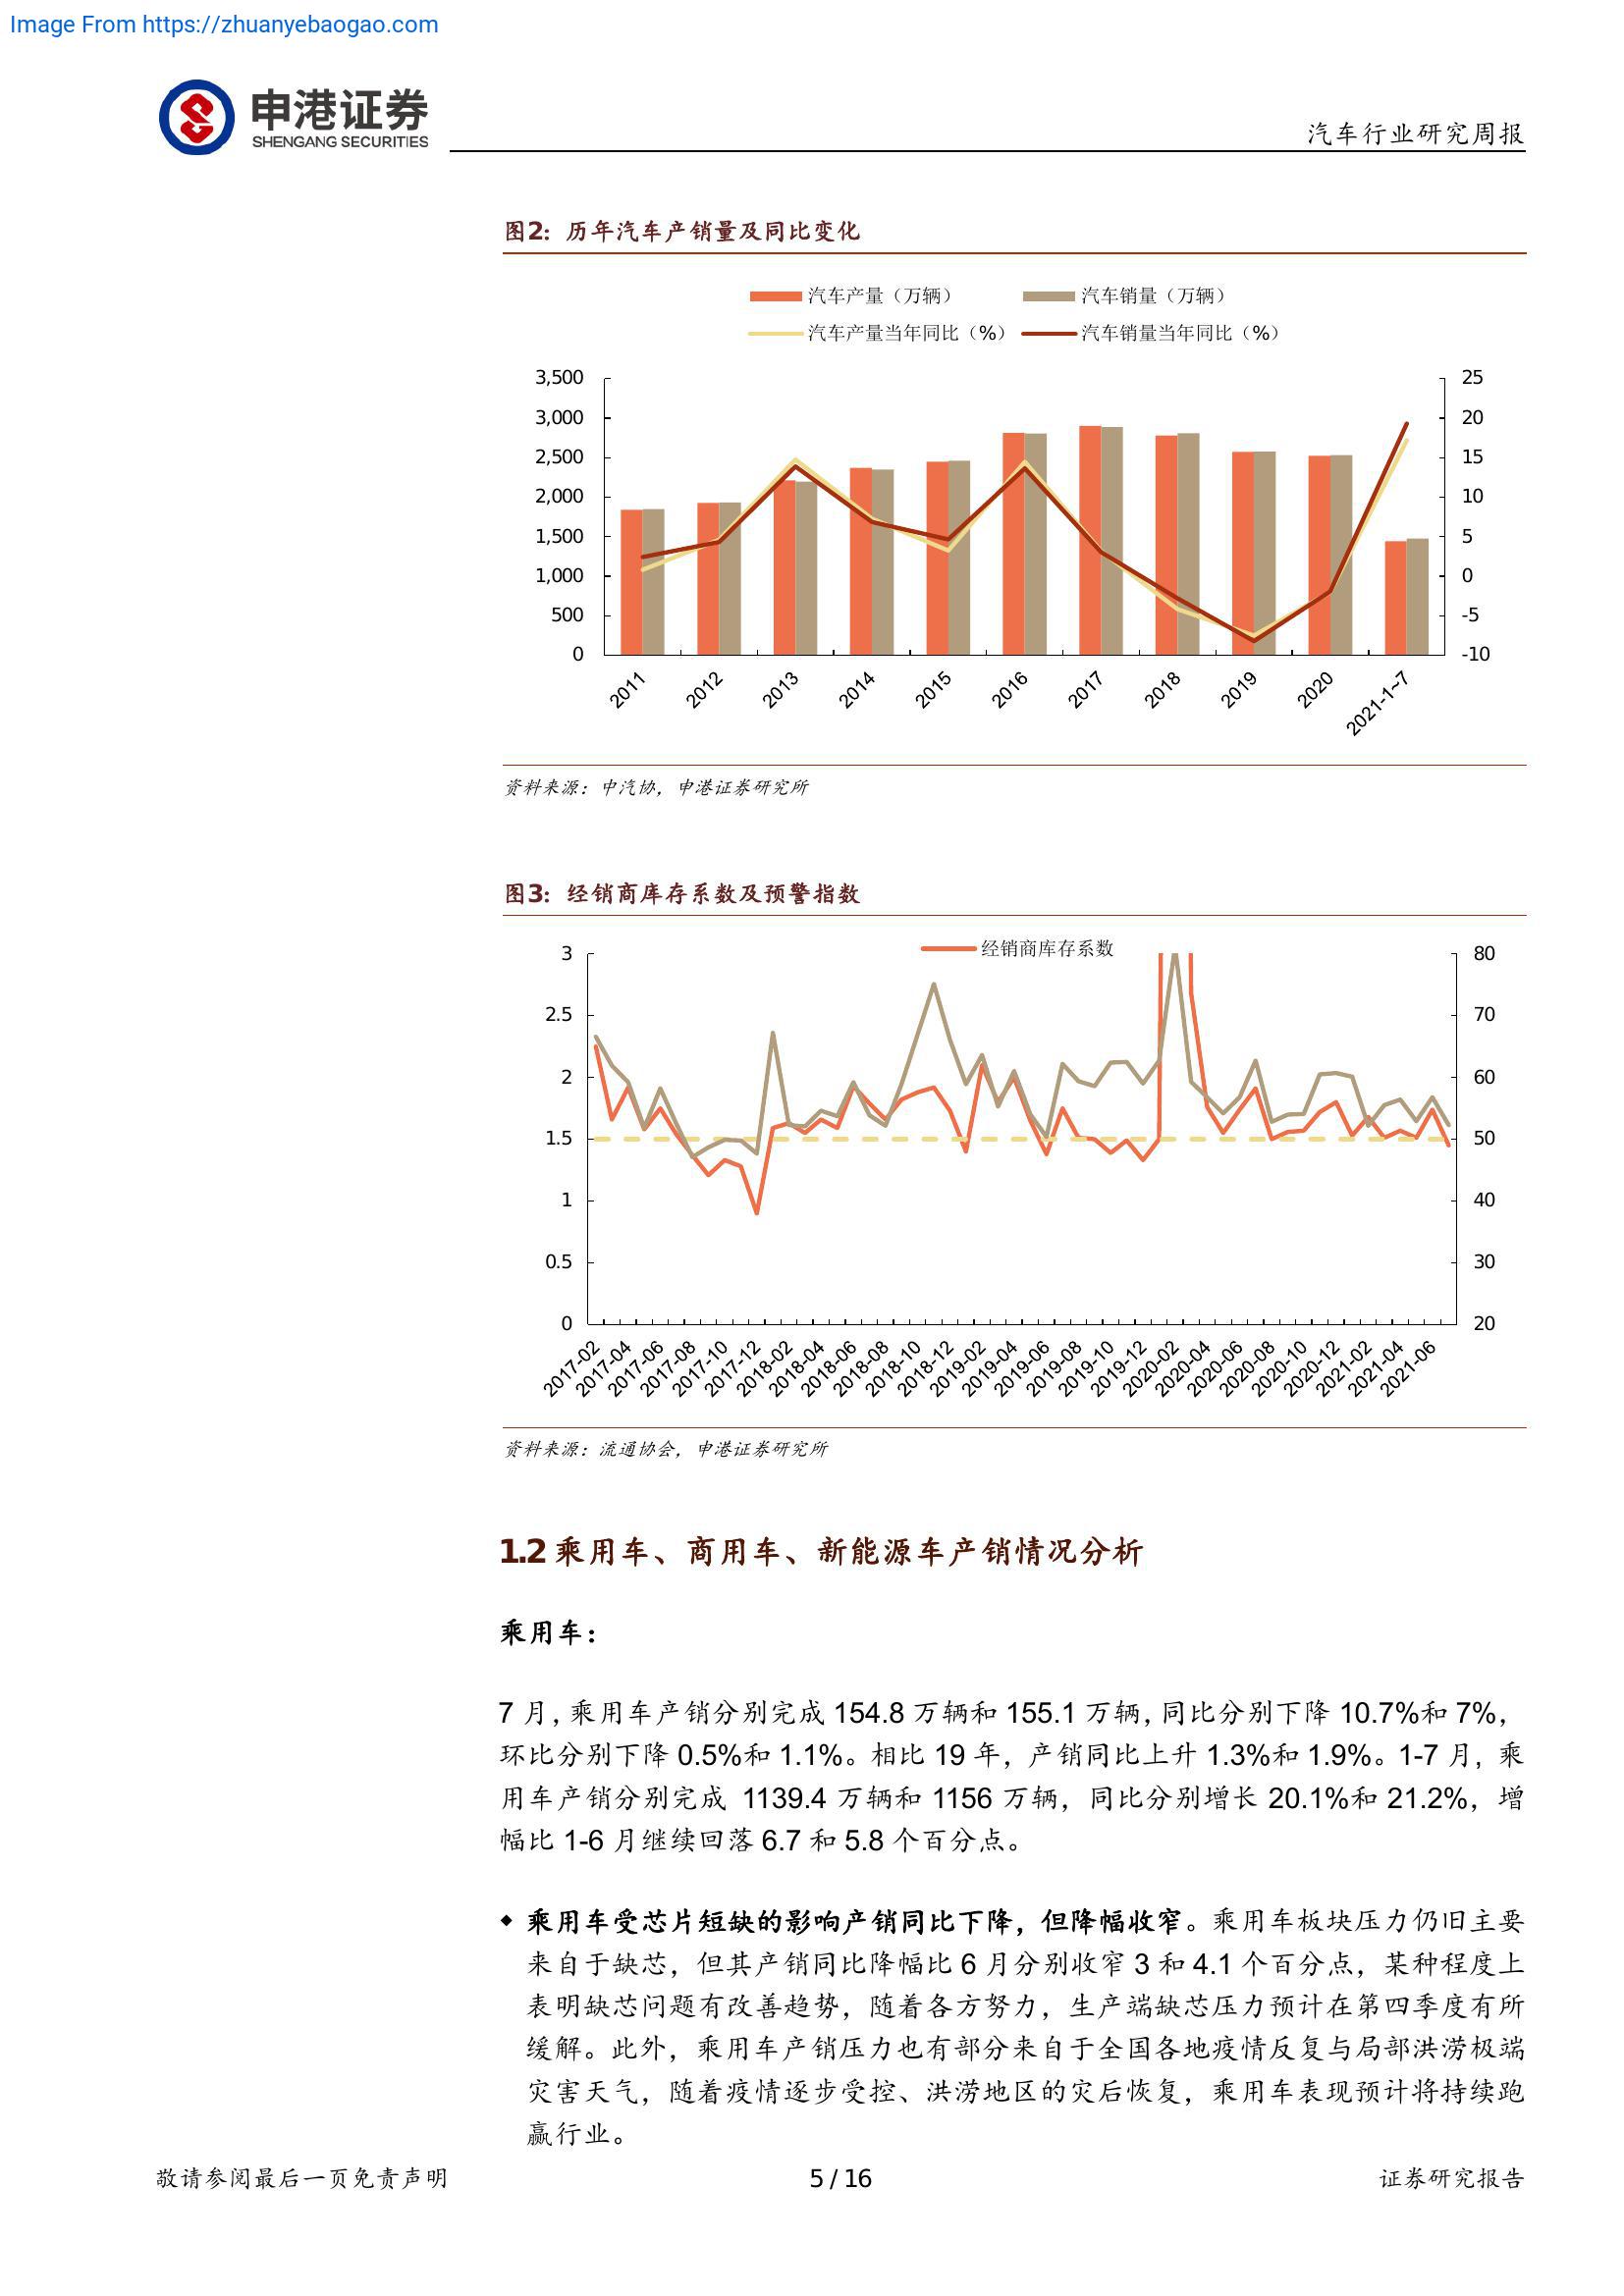 Image From https://zhuanyebaogao.com
申港证券
SHENGANG SECURITIES
汽车行业研究周报
图2：历年汽车产销量及同比变化
汽车产量（万辆） 汽车销量（万辆）
汽车产量当年同比（%） 汽车销量当年同比（%）
3,500 25
3,000 20
2,500 15
2,000 10
1,500 5
1,000 0
500 -5
0 -10
2011 2012 2013 2014 2015 2016 2017 2018 2019 2020 2021-1~7
资料来源：中汽协，申港证券研究所
图3：经销商库存系数及预警指数
经销商库存系数
3 80
2.5 70
2 60
1.5 50
1 40
0.5 30
0 20
2017-02 2017-04 2017-06 2017-08 2017-10 2017-12 2018-02 2018-04 2018-06 2018-08 2018-10 2018-12 2019-02 2019-04 2019-06 2019-08 2019-10 2019-12 2020-02 2020-04 2020-06 2020-08 2020-10 2020-12 2021-02 2021-04 2021-06
资料来源：流通协会，申港证券研究所
1.2 乘用车、商用车、新能源车产销情况分析
乘用车：
7 月，乘用车产销分别完成 154.8 万辆和 155.1 万辆，同比分别下降 10.7%和 7%，
环比分别下降 0.5%和 1.1%。相比 19 年，产销同比上升 1.3%和 1.9%。1-7 月，乘
用车产销分别完成 1139.4 万辆和 1156 万辆，同比分别增长 20.1%和 21.2%，增
幅比 1-6 月继续回落 6.7 和 5.8 个百分点。
◆ 乘用车受芯片短缺的影响产销同比下降，但降幅收窄。乘用车板块压力仍旧主要
来自于缺芯，但其产销同比降幅比 6 月分别收窄 3 和 4.1 个百分点，某种程度上
表明缺芯问题有改善趋势，随着各方努力，生产端缺芯压力预计在第四季度有所
缓解。此外，乘用车产销压力也有部分来自于全国各地疫情反复与局部洪涝极端
灾害天气，随着疫情逐步受控、洪涝地区的灾后恢复，乘用车表现预计将持续跑
赢行业。
敬请参阅最后一页免责声明 5 / 16 证券研究报告